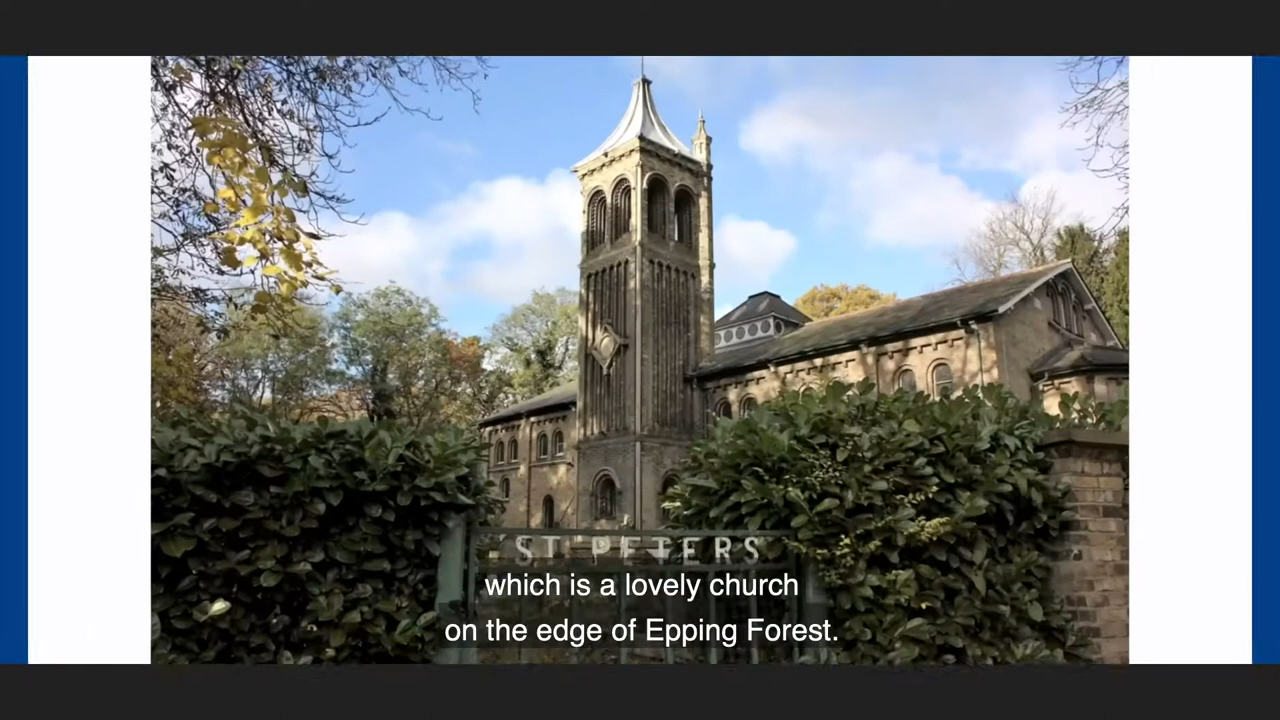 ST PETERS
which is a lovely church
on the edge of Epping Forest.